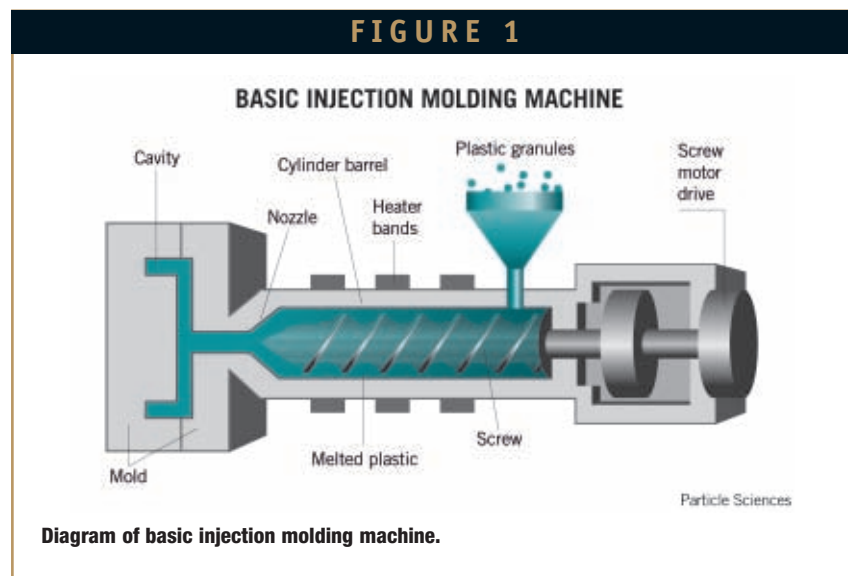 FIGURE 1
BASIC INJECTION MOLDING MACHINE
Cavity
Cylinder barrel
Plastic granules
Screw
motor
drive
Nozzle
Heater
bands
Screw
Melted plastic
Mold
Particle Sciences
Diagram of basic injection molding machine.